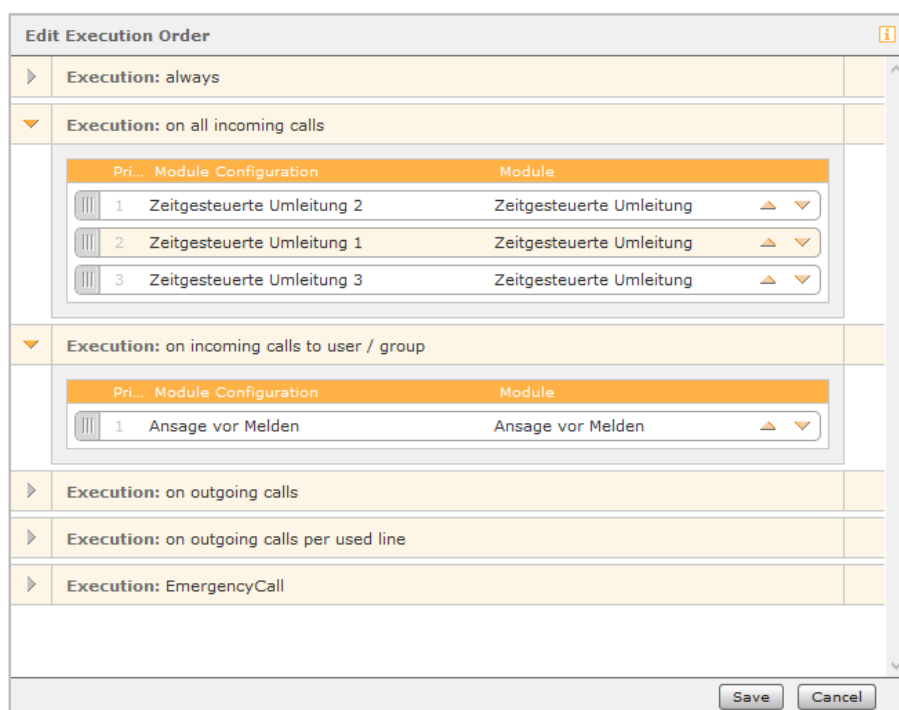 Edit Execution Order
Execution: always
Execution: on all incoming calls
Pri... Module Configuration Module
1 Zeitgesteuerte Umleitung 2 Zeitgesteuerte Umleitung
2 Zeitgesteuerte Umleitung 1 Zeitgesteuerte Umleitung
3 Zeitgesteuerte Umleitung 3 Zeitgesteuerte Umleitung
Execution: on incoming calls to user / group
Pri... Module Configuration Module
1 Ansage vor Melden Ansage vor Melden
Execution: on outgoing calls
Execution: on outgoing calls per used line
Execution: EmergencyCall
Save Cancel